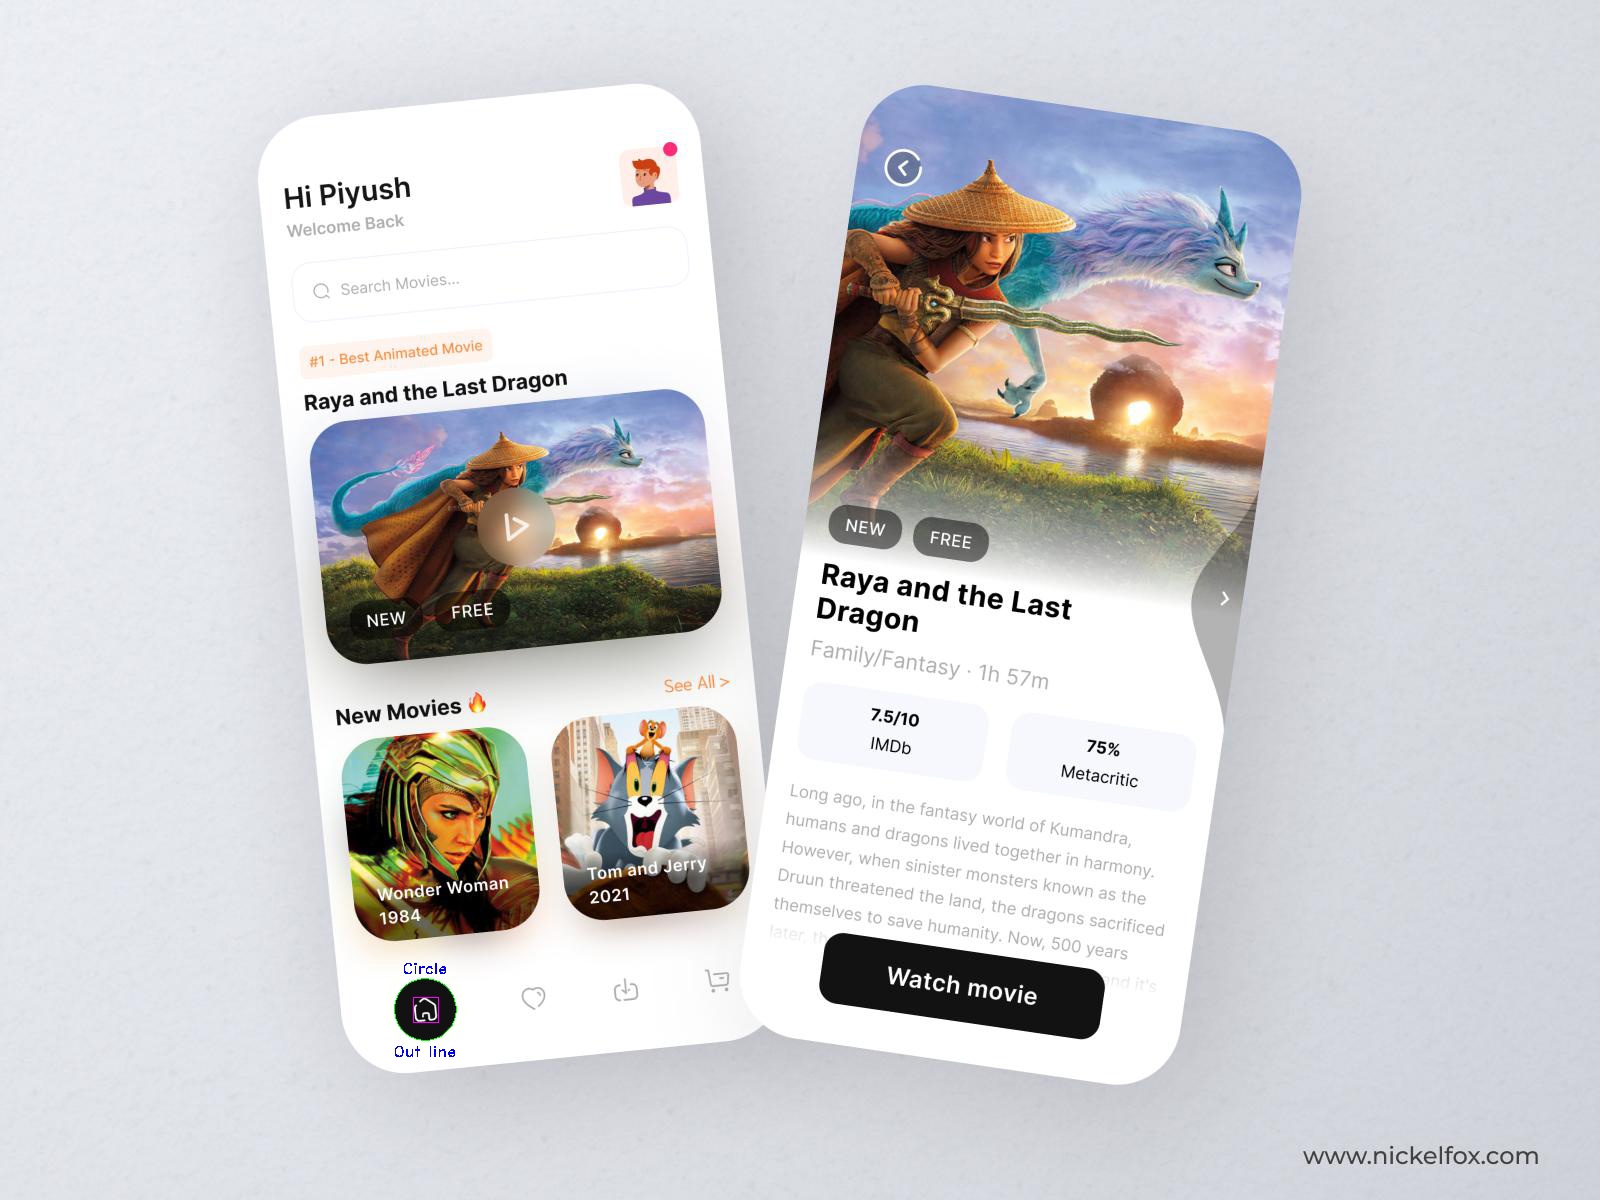 Hi Piyush
Welcome Back
Search Movies...
#1 - Best Animated Movie
Raya and the Last Dragon
NEW
FREE
New Movies
See All >
Wonder Woman
1984
Tom and Jerry
2021
Circle
Out line
NEW
FREE
Raya and the Last
Dragon
Family/Fantasy · 1h 57m
7.5/10
IMDb
75%
Metacritic
Long ago, in the fantasy world of Kumandra,
humans and dragons lived together in harmony.
However, when sinister monsters known as the
Druun threatened the land, the dragons sacrificed
themselves to save humanity. Now, 500 years
later, and it's
Watch movie
www.nickelfox.com